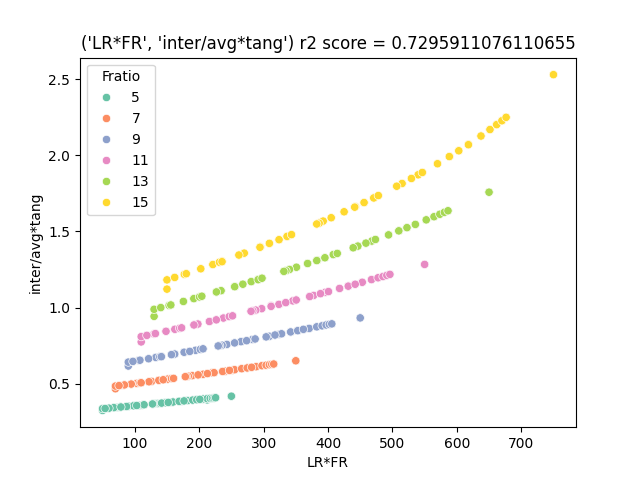 ('LR*FR', 'inter/avg*tang') r2 score = 0.7295911076110655
Fratio
5
7
9
11
13
15
2.5
2.0
1.5
1.0
0.5
inter/avg*tang
100 200 300 400 500 600 700
LR*FR